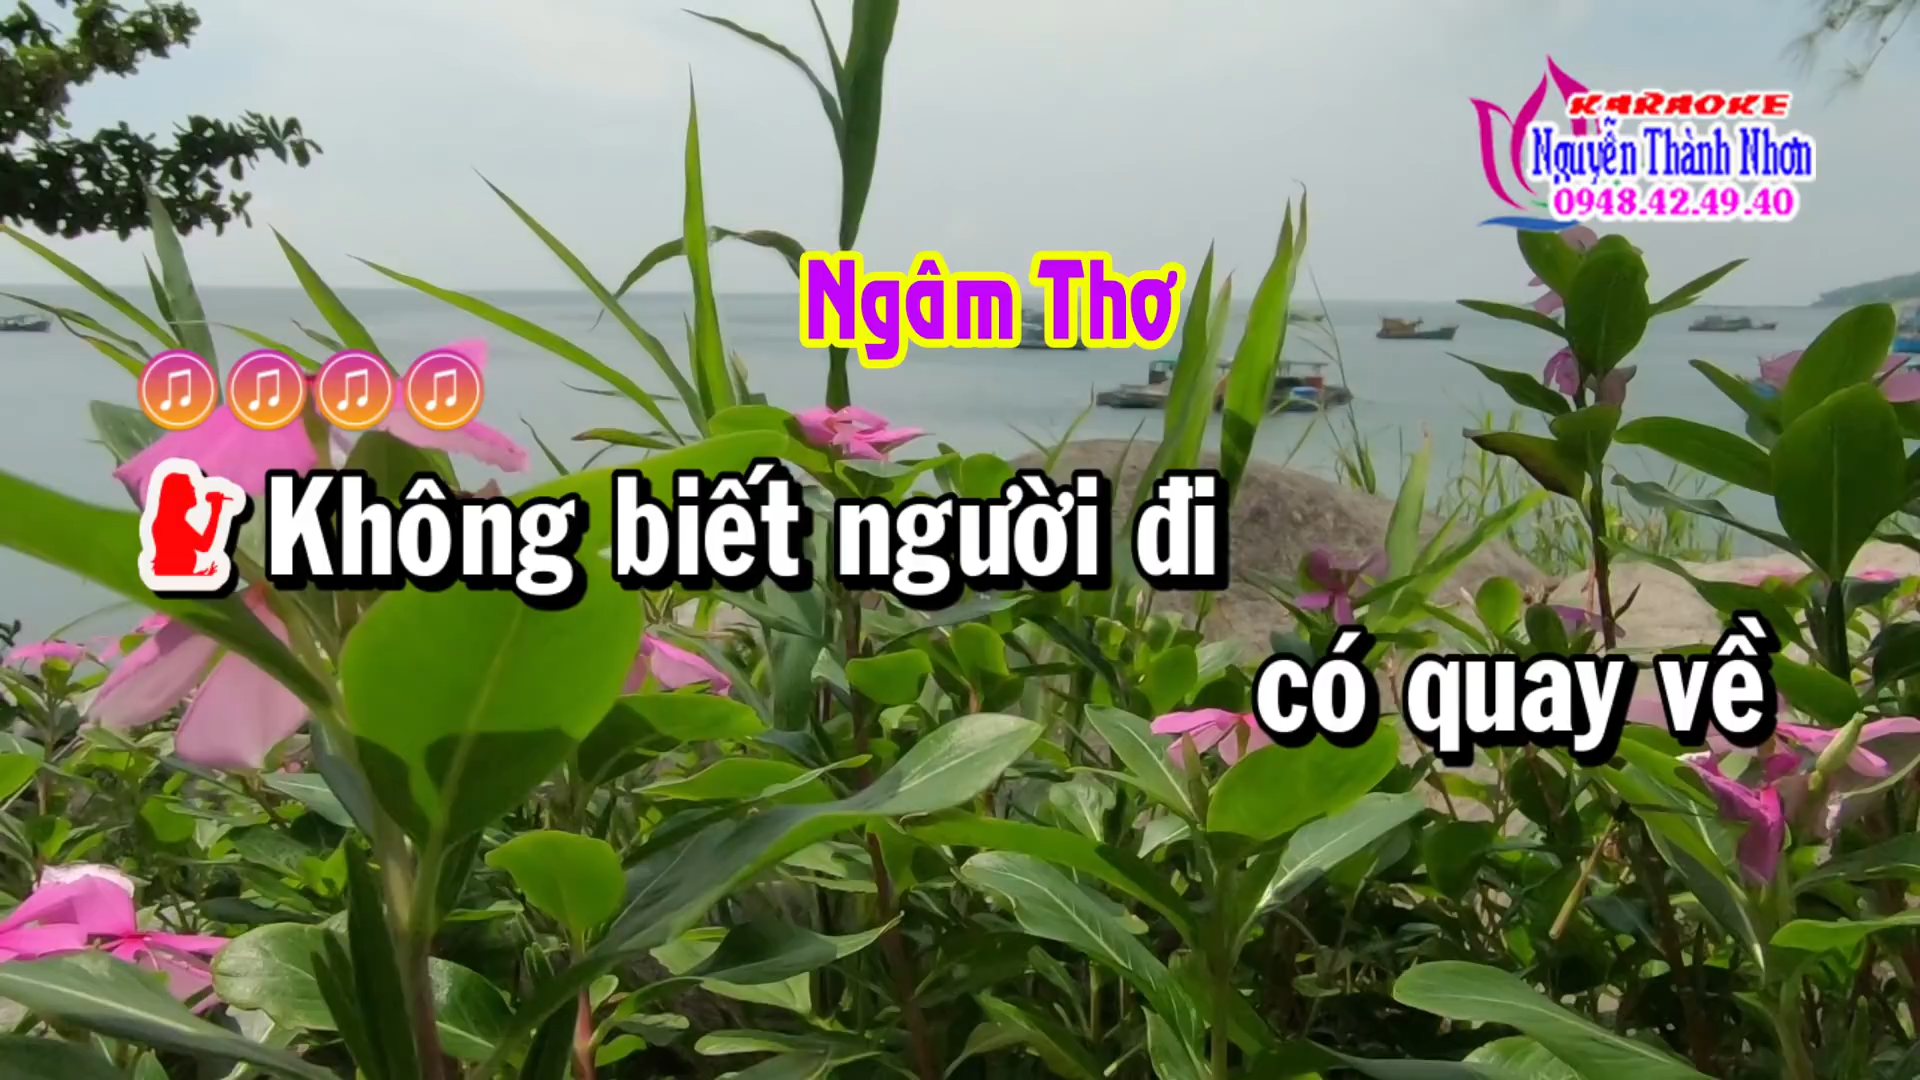 KARAOKE
Nguyễn Thành Nhơn
0948.42.49.40
Ngâm Thơ
Không biết người đi
có quay về